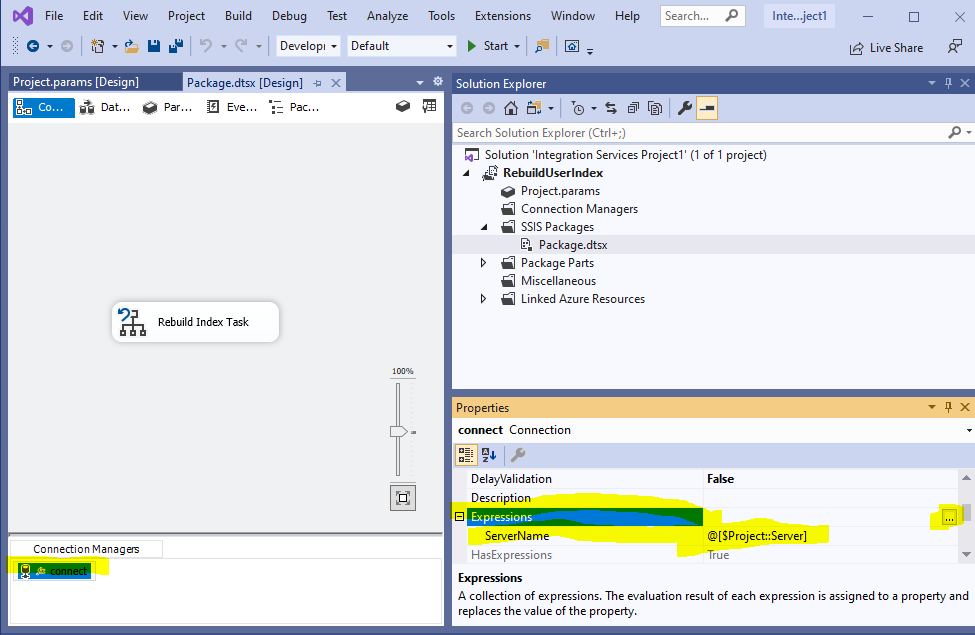 File Edit View Project Build Debug Test Analyze Tools Extensions Window Help Search... Inte...ject1
Developi Default Start Live Share
Project.params [Design] Package.dtsx [Design]
Co... Dat... Par... Eve... Pac...
Rebuild Index Task
100%
Connection Managers
connect
Solution Explorer
Search Solution Explorer (Ctrl+;)
Solution 'Integration Services Project1' (1 of 1 project)
RebuildUserIndex
Project.params
Connection Managers
SSIS Packages
Package.dtsx
Package Parts
Miscellaneous
Linked Azure Resources
Properties
connect Connection
DelayValidation False
Description
Expressions ...
ServerName @[$Project::Server]
HasExpressions True
Expressions
A collection of expressions. The evaluation result of each expression is assigned to a property and
replaces the value of the property.